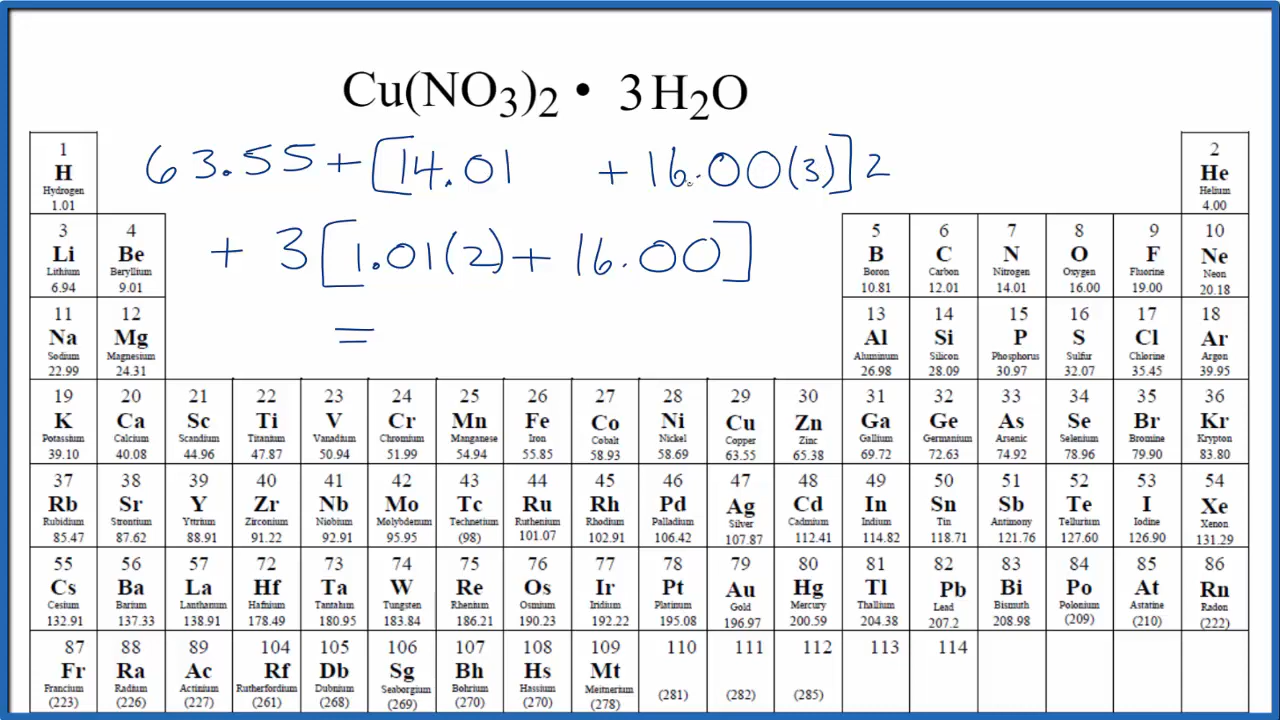 Cu(NO₃)₂ • 3H₂O
63.55 + [14.01 + 16.00(3)]2
+ 3[1.01(2) + 16.00]
=
1 2
H He
Hydrogen Helium
1.01 4.00
3 4 5 6 7 8 9 10
Li Be B C N O F Ne
Lithium Beryllium Boron Carbon Nitrogen Oxygen Fluorine Neon
6.94 9.01 10.81 12.01 14.01 16.00 19.00 20.18
11 12 13 14 15 16 17 18
Na Mg Al Si P S Cl Ar
Sodium Magnesium Aluminum Silicon Phosphorus Sulfur Chlorine Argon
22.99 24.31 26.98 28.09 30.97 32.07 35.45 39.95
19 20 21 22 23 24 25 26 27 28 29 30 31 32 33 34 35 36
K Ca Sc Ti V Cr Mn Fe Co Ni Cu Zn Ga Ge As Se Br Kr
Potassium Calcium Scandium Titanium Vanadium Chromium Manganese Iron Cobalt Nickel Copper Zinc Gallium Germanium Arsenic Selenium Bromine Krypton
39.10 40.08 44.96 47.87 50.94 51.99 54.94 55.85 58.93 58.69 63.55 65.38 69.72 72.63 74.92 78.96 79.90 83.80
37 38 39 40 41 42 43 44 45 46 47 48 49 50 51 52 53 54
Rb Sr Y Zr Nb Mo Tc Ru Rh Pd Ag Cd In Sn Sb Te I Xe
Rubidium Strontium Yttrium Zirconium Niobium Molybdenum Technetium Ruthenium Rhodium Palladium Silver Cadmium Indium Tin Antimony Tellurium Iodine Xenon
85.47 87.62 88.91 91.22 92.91 95.95 (98) 101.07 102.91 106.42 107.87 112.41 114.82 118.71 121.76 127.60 126.90 131.29
55 56 57 72 73 74 75 76 77 78 79 80 81 82 83 84 85 86
Cs Ba La Hf Ta W Re Os Ir Pt Au Hg Tl Pb Bi Po At Rn
Cesium Barium Lanthanum Hafnium Tantalum Tungsten Rhenium Osmium Iridium Platinum Gold Mercury Thallium Lead Bismuth Polonium Astatine Radon
132.91 137.33 138.91 178.49 180.95 183.84 186.21 190.23 192.22 195.08 196.97 200.59 204.38 207.2 208.98 (209) (210) (222)
87 88 89 104 105 106 107 108 109 110 111 112 113 114
Fr Ra Ac Rf Db Sg Bh Hs Mt
Francium Radium Actinium Rutherfordium Dubnium Seaborgium Bohrium Hassium Meitnerium
(223) (226) (227) (261) (268) (269) (270) (270) (278) (281) (282) (285)